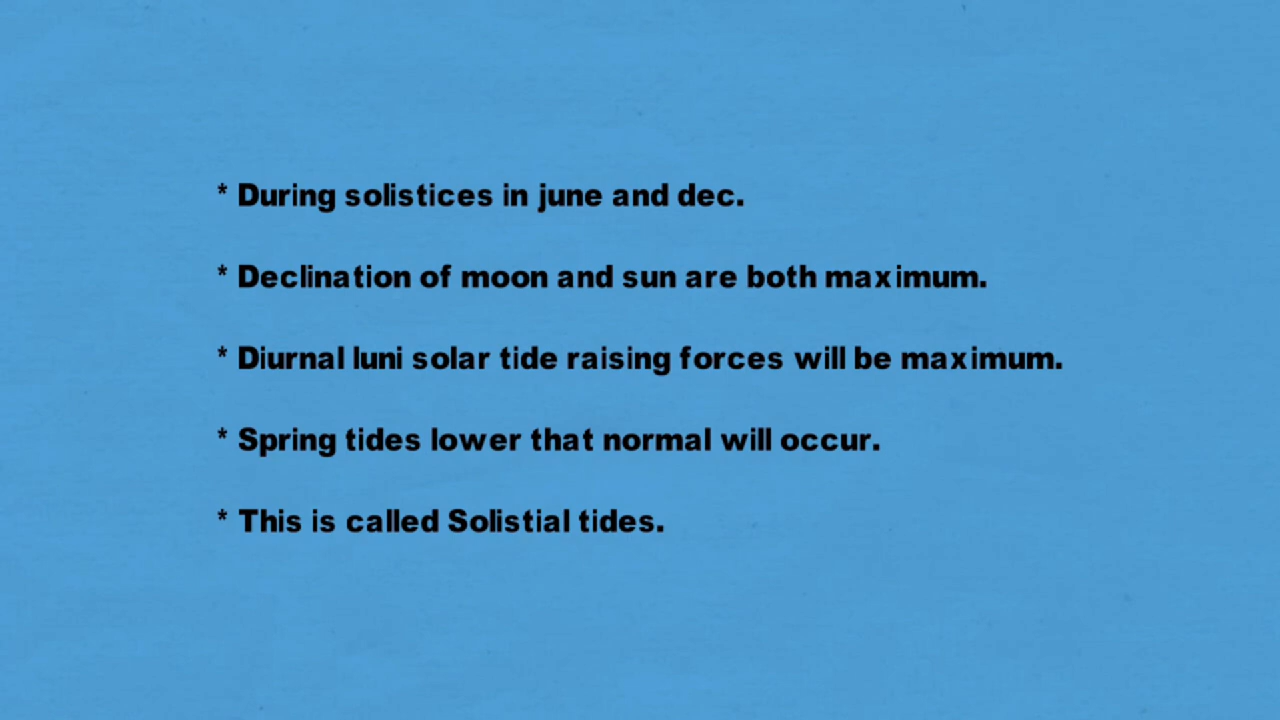 * During solistices in june and dec.
* Declination of moon and sun are both maximum.
* Diurnal luni solar tide raising forces will be maximum.
* Spring tides lower that normal will occur.
* This is called Solistial tides.